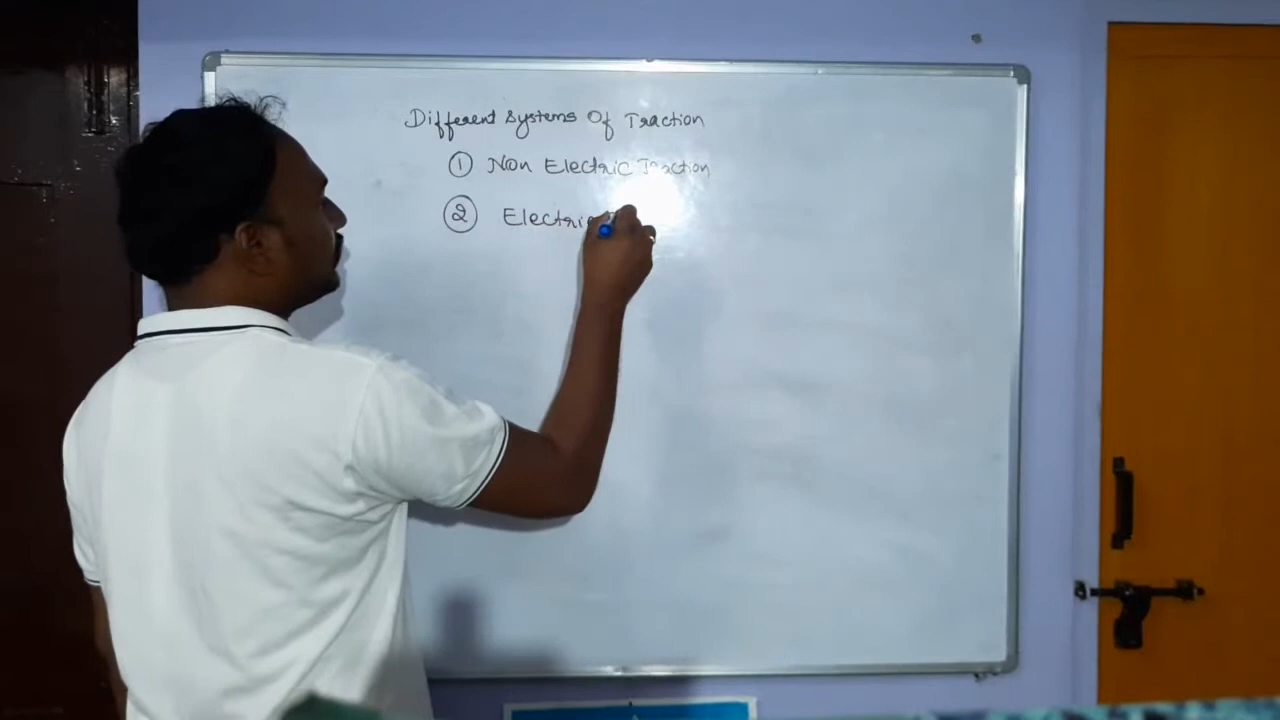 Different Systems Of Traction
① Non Electric Traction
② Electric